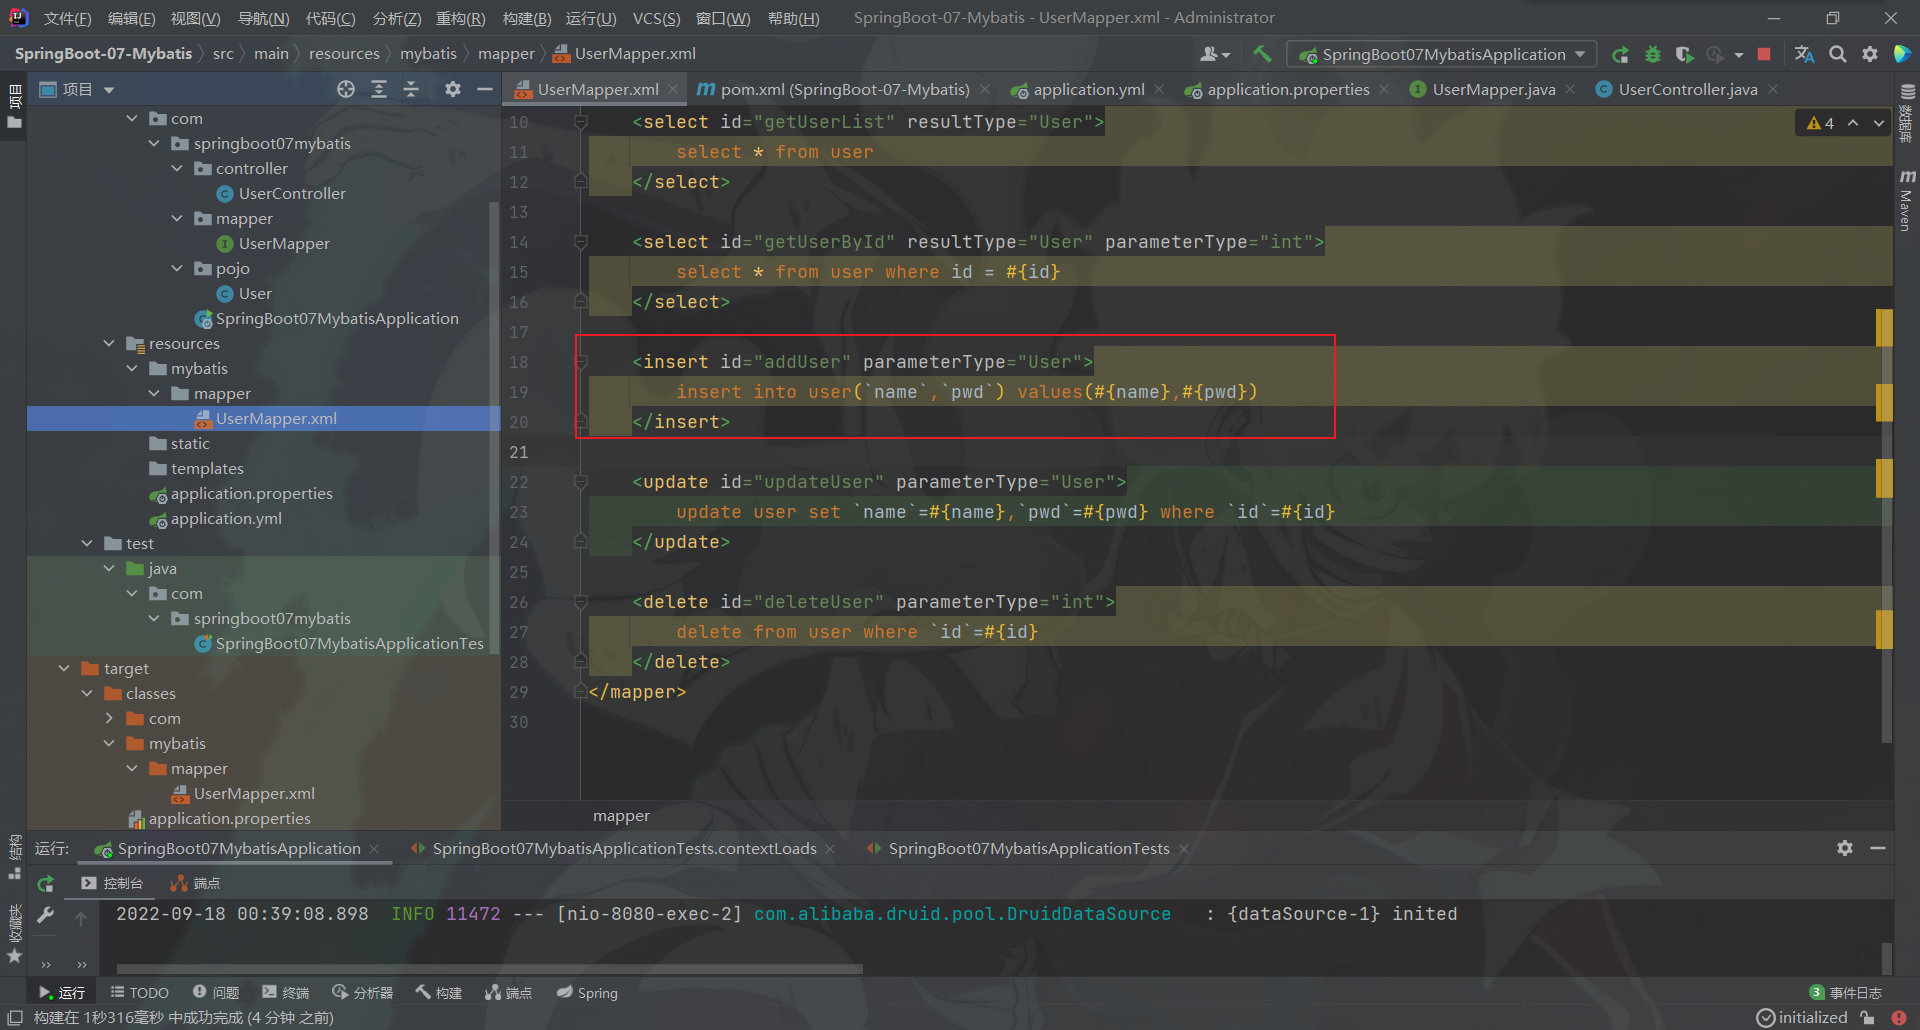 文件(F) 编辑(E) 视图(V) 导航(N) 代码(C) 分析(Z) 重构(R) 构建(B) 运行(U) VCS(S) 窗口(W) 帮助(H) SpringBoot-07-Mybatis - UserMapper.xml - Administrator
SpringBoot-07-Mybatis src main resources mybatis mapper UserMapper.xml SpringBoot07MybatisApplication
项目
UserMapper.xml pom.xml (SpringBoot-07-Mybatis) application.yml application.properties UserMapper.java UserController.java
项目
com
springboot07mybatis
controller
UserController
mapper
UserMapper
pojo
User
SpringBoot07MybatisApplication
resources
mybatis
mapper
UserMapper.xml
static
templates
application.properties
application.yml
test
java
com
springboot07mybatis
SpringBoot07MybatisApplicationTes
target
classes
com
mybatis
mapper
UserMapper.xml
application.properties
4
10 <select id="getUserList" resultType="User">
11 select * from user
12 </select>
13
14 <select id="getUserById" resultType="User" parameterType="int">
15 select * from user where id = #{id}
16 </select>
17
18 <insert id="addUser" parameterType="User">
19 insert into user(`name`,`pwd`) values(#{name},#{pwd})
20 </insert>
21
22 <update id="updateUser" parameterType="User">
23 update user set `name`=#{name},`pwd`=#{pwd} where `id`=#{id}
24 </update>
25
26 <delete id="deleteUser" parameterType="int">
27 delete from user where `id`=#{id}
28 </delete>
29 </mapper>
30
mapper
数据库
m Maven
结构
收藏夹
运行: SpringBoot07MybatisApplication SpringBoot07MybatisApplicationTests.contextLoads SpringBoot07MybatisApplicationTests
控制台 端点
2022-09-18 00:39:08.898 INFO 11472 --- [nio-8080-exec-2] com.alibaba.druid.pool.DruidDataSource : {dataSource-1} inited
运行 TODO 问题 终端 分析器 构建 端点 Spring 3 事件日志
构建在 1秒316毫秒 中成功完成 (4 分钟 之前) initialized